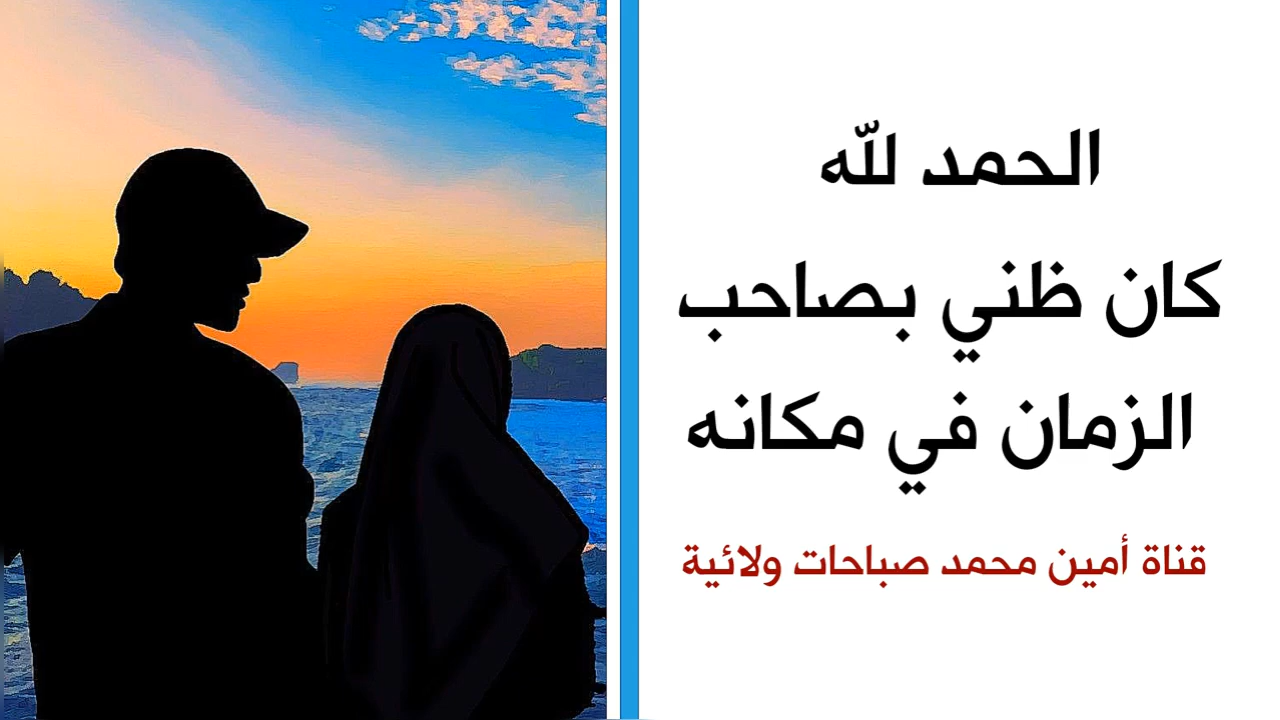 الحمد لله
كان ظني بصاحب
الزمان في مكانه
قناة أمين محمد صباحات ولائية